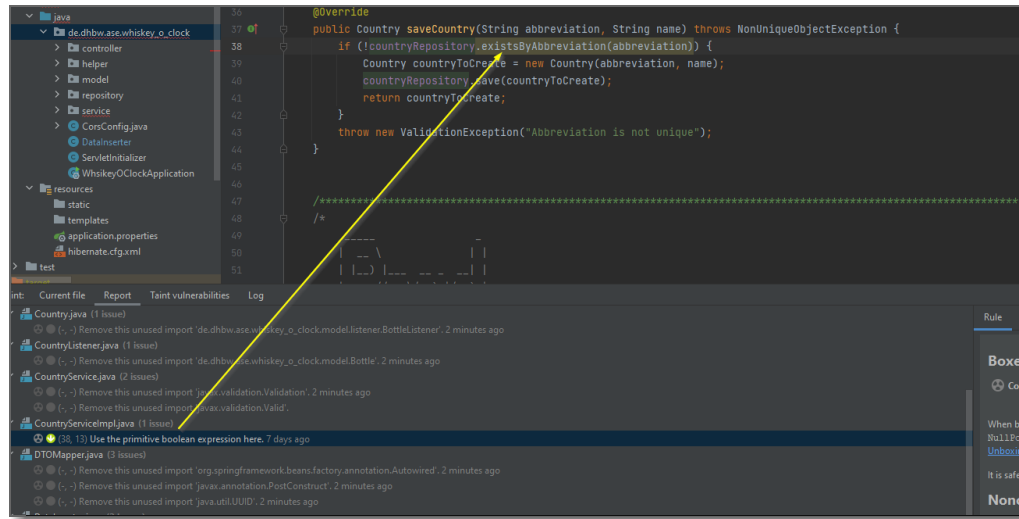 java
de.dhbw.ase.whiskey_o_clock
controller
helper
model
repository
service
CorsConfig.java
DataInserter
ServletInitializer
WhsikeyOClockApplication
resources
static
templates
application.properties
hibernate.cfg.xml
test
36 @Override
37 public Country saveCountry(String abbreviation, String name) throws NonUniqueObjectException {
38 if (!countryRepository.existsByAbbreviation(abbreviation)) {
39 Country countryToCreate = new Country(abbreviation, name);
40 countryRepository.save(countryToCreate);
41 return countryToCreate;
42 }
43 throw new ValidationException("Abbreviation is not unique");
44 }
45
46
47
48 /*
49
50
51
int: Current file Report Taint vulnerabilities Log
Country.java (1 issue)
(-, -) Remove this unused import 'de.dhbw.ase.whiskey_o_clock.model.listener.BottleListener'. 2 minutes ago
CountryListener.java (1 issue)
(-, -) Remove this unused import 'de.dhbw.ase.whiskey_o_clock.model.Bottle'. 2 minutes ago
CountryService.java (2 issues)
(-, -) Remove this unused import 'javax.validation.Validation'. 2 minutes ago
(-, -) Remove this unused import 'javax.validation.Valid'.
CountryServiceImpl.java (1 issue)
(38, 13) Use the primitive boolean expression here. 7 days ago
DTOMapper.java (3 issues)
(-, -) Remove this unused import 'org.springframework.beans.factory.annotation.Autowired'. 2 minutes ago
(-, -) Remove this unused import 'javax.annotation.PostConstruct'. 2 minutes ago
(-, -) Remove this unused import 'java.util.UUID'. 2 minutes ago
Rule
Boxe
Co
When b
NullPo
Unboxin
It is safe
Nonc